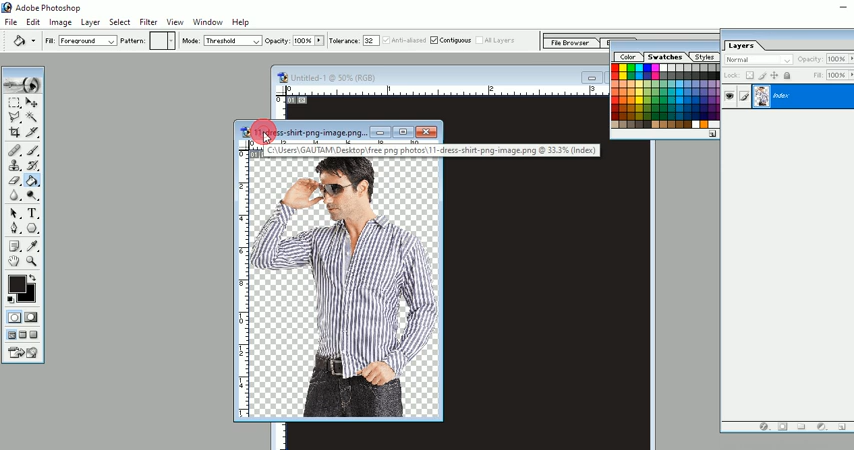 Adobe Photoshop
File Edit Image Layer Select Filter View Window Help
Fill: Foreground Pattern: Mode: Threshold Opacity: 100% Tolerance: 32 Anti-aliased Contiguous All Layers File Browser
Untitled-1 @ 50% (RGB)
Color Swatches Styles
Layers
Normal Opacity: 100%
Lock: Fill: 100%
Index
11-dress-shirt-png-image.png...
C:\Users\GAUTAM\Desktop\free png photos\11-dress-shirt-png-image.png @ 33.3% (Index)